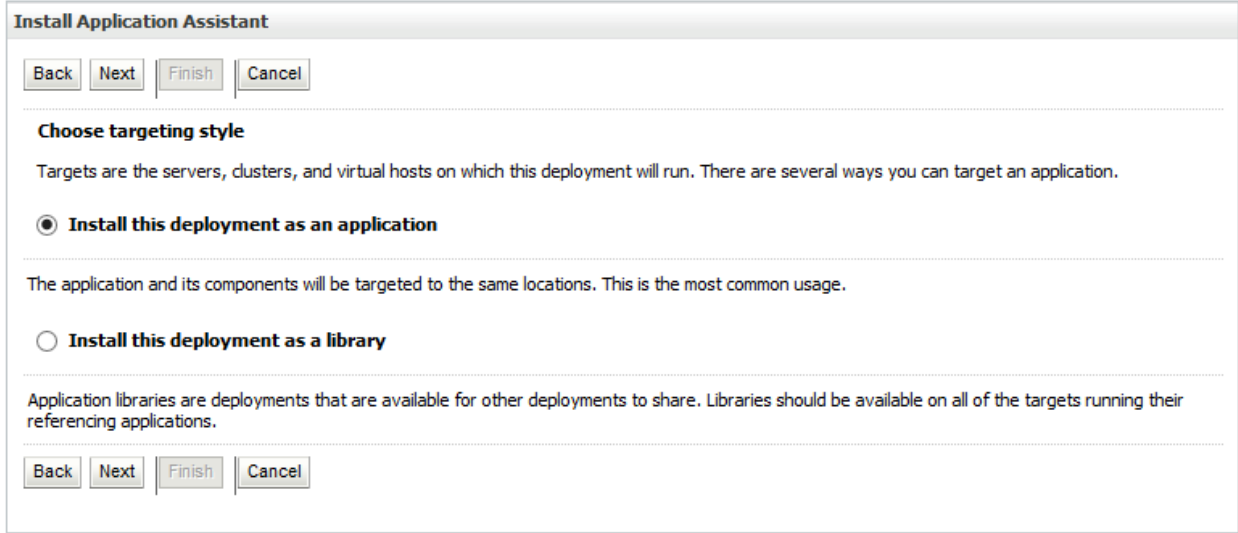 Install Application Assistant
Back Next Finish Cancel
Choose targeting style
Targets are the servers, clusters, and virtual hosts on which this deployment will run. There are several ways you can target an application.
Install this deployment as an application
The application and its components will be targeted to the same locations. This is the most common usage.
Install this deployment as a library
Application libraries are deployments that are available for other deployments to share. Libraries should be available on all of the targets running their
referencing applications.
Back Next Finish Cancel